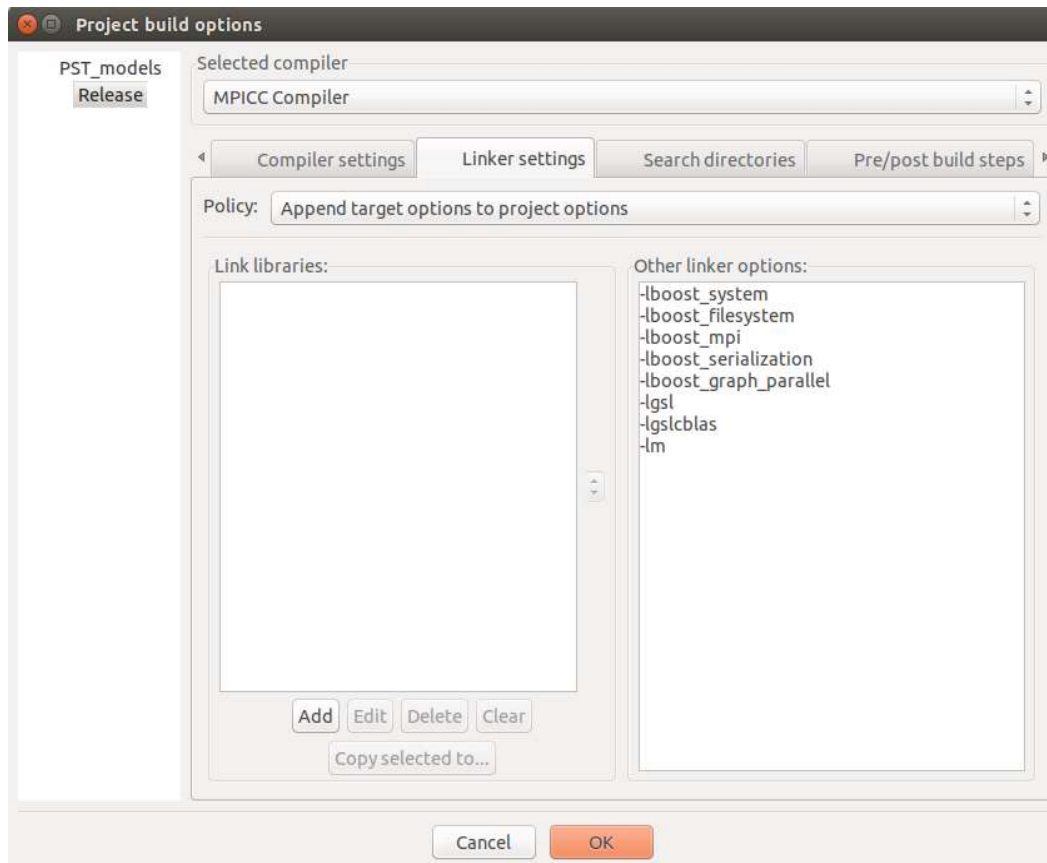 Project build options
PST_models
Release
Selected compiler
MPICC Compiler
Compiler settings
Linker settings
Search directories
Pre/post build steps
Policy:
Append target options to project options
Link libraries:
Other linker options:
-lboost_system
-lboost_filesystem
-lboost_mpi
-lboost_serialization
-lboost_graph_parallel
-lgsl
-lgslcblas
-lm
Add
Edit
Delete
Clear
Copy selected to...
Cancel
OK